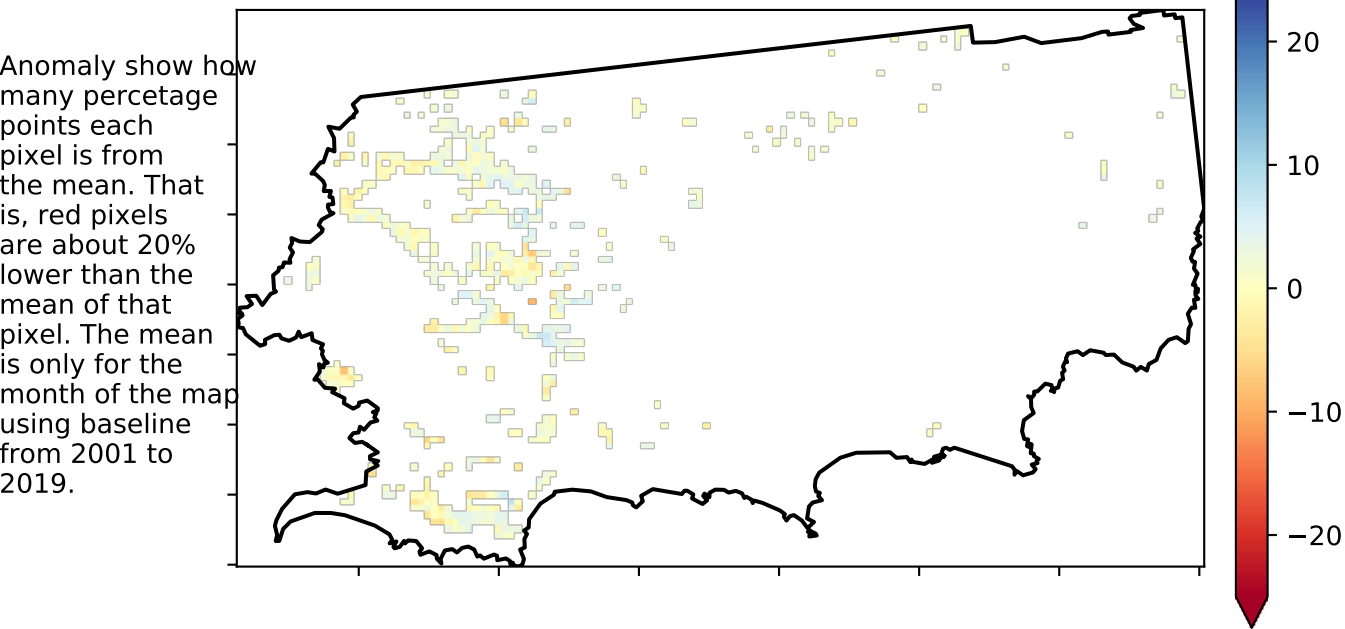 Anomaly show how
many percetage
points each
pixel is from
the mean. That
is, red pixels
are about 20%
lower than the
mean of that
pixel. The mean
is only for the
month of the map
using baseline
from 2001 to
2019.
20
10
0
−10
−20